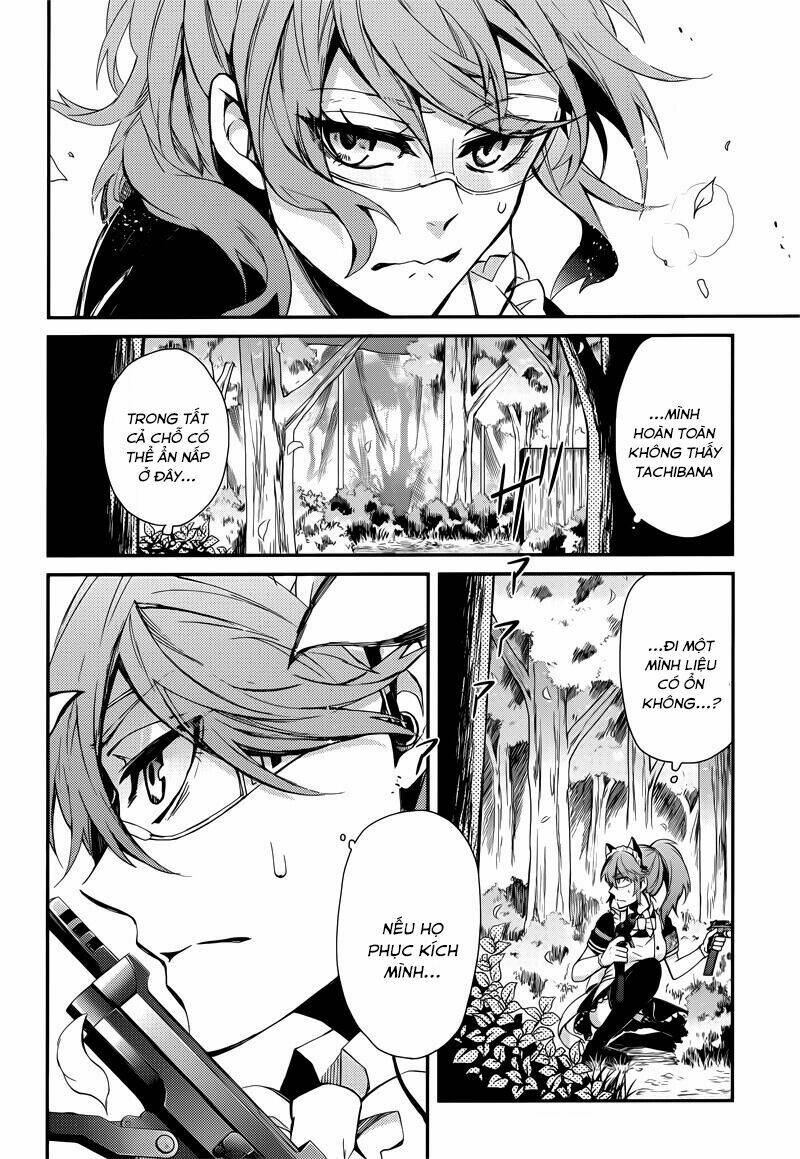 ...MÌNH
HOÀN TOÀN
KHÔNG THẤY
TACHIBANA
TRONG TẤT
CẢ CHỖ CÓ
THỂ ẨN NẤP
Ở ĐÂY...
...ĐI MỘT
MÌNH LIỆU
CÓ ỔN
KHÔNG...?
NẾU HỌ
PHỤC KÍCH
MÌNH...